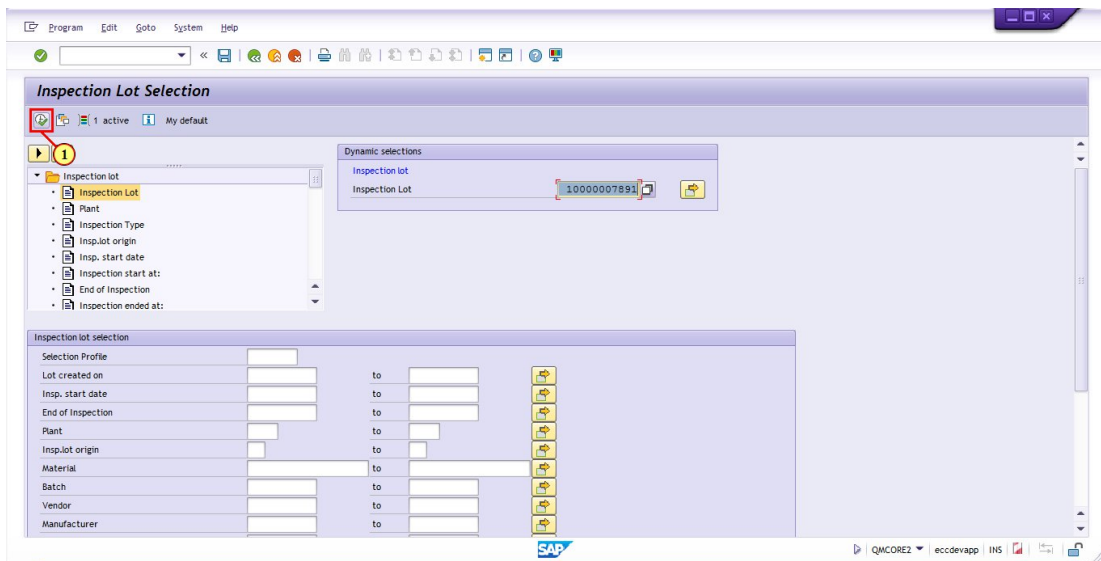 Program Edit Goto System Help
Inspection Lot Selection
1 active My default
1
Dynamic selections
Inspection lot
Inspection Lot 10000007891
Inspection lot
Inspection Lot
Plant
Inspection Type
Insp.lot origin
Insp. start date
Inspection start at:
End of Inspection
Inspection ended at:
Inspection lot selection
Selection Profile
Lot created on to
Insp. start date to
End of Inspection to
Plant to
Insp.lot origin to
Material to
Batch to
Vendor to
Manufacturer to
SAP
QMCORE2 eccdevapp INS